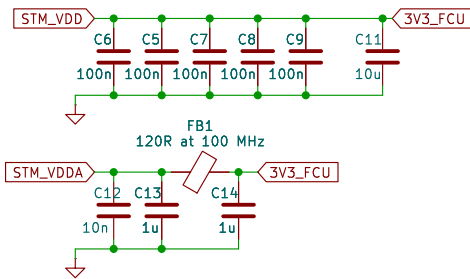 STM_VDD 3V3_FCU
C6 C5 C7 C8 C9 C11
100n 100n 100n 100n 100n 10u
FB1
120R at 100 MHz
STM_VDDA 3V3_FCU
C12 C13 C14
10n 1u 1u